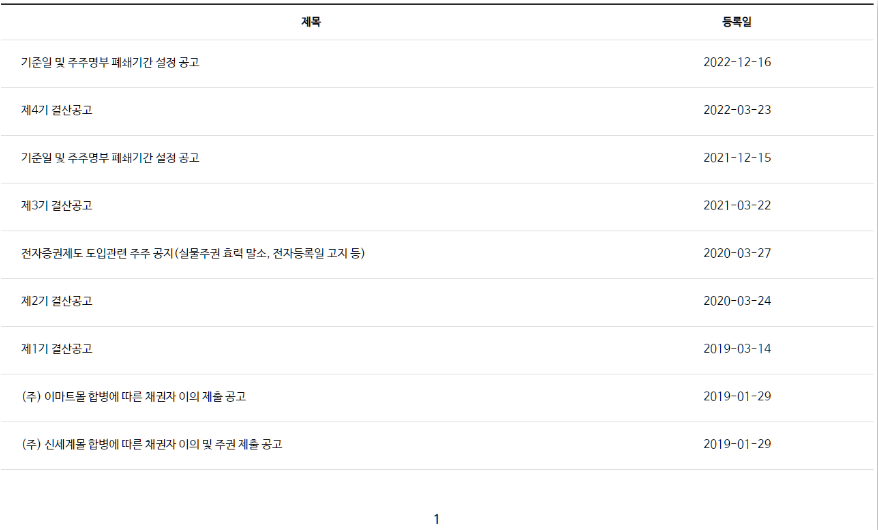 제목 등록일
기준일 및 주주명부 폐쇄기간 설정 공고 2022-12-16
제4기 결산공고 2022-03-23
기준일 및 주주명부 폐쇄기간 설정 공고 2021-12-15
제3기 결산공고 2021-03-22
전자증권제도 도입관련 주주 공지(실물주권 효력 말소, 전자등록일 고지 등) 2020-03-27
제2기 결산공고 2020-03-24
제1기 결산공고 2019-03-14
(주) 이마트몰 합병에 따른 채권자 이의 제출 공고 2019-01-29
(주) 신세계몰 합병에 따른 채권자 이의 및 주권 제출 공고 2019-01-29
1